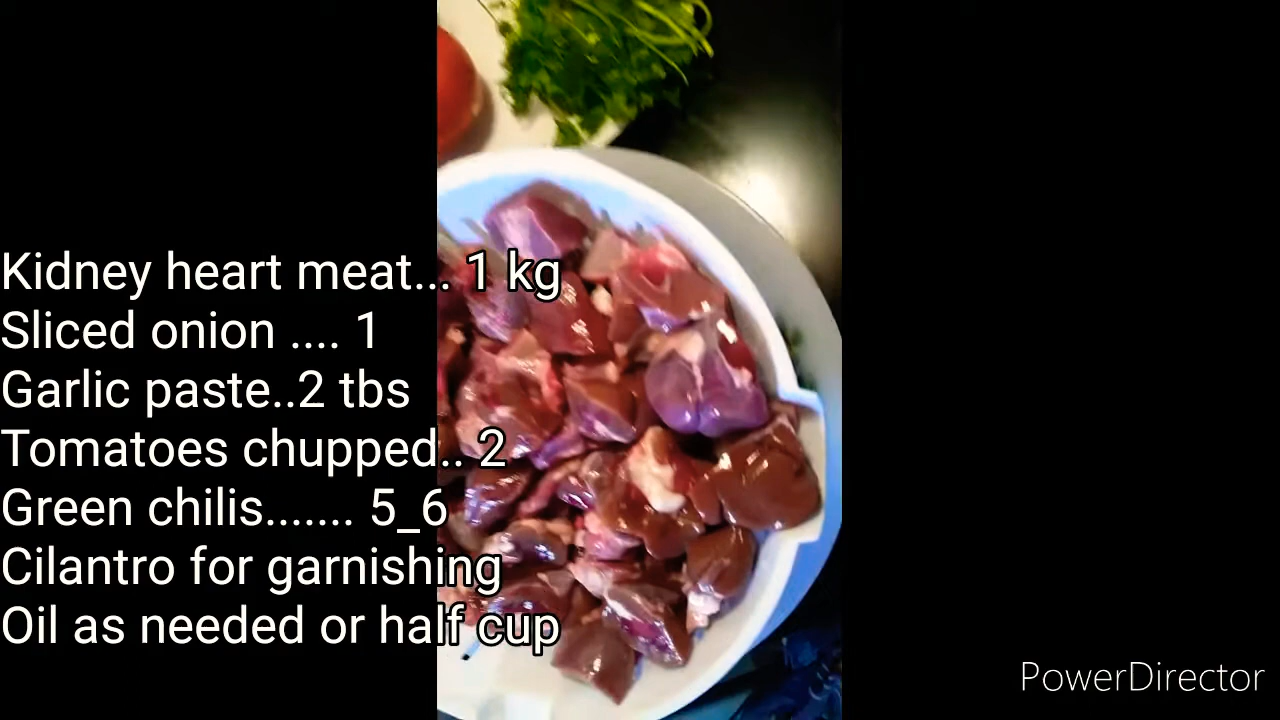 Kidney heart meat... 1 kg
Sliced onion .... 1
Garlic paste..2 tbs
Tomatoes chupped.. 2
Green chilis....... 5_6
Cilantro for garnishing
Oil as needed or half cup
PowerDirector